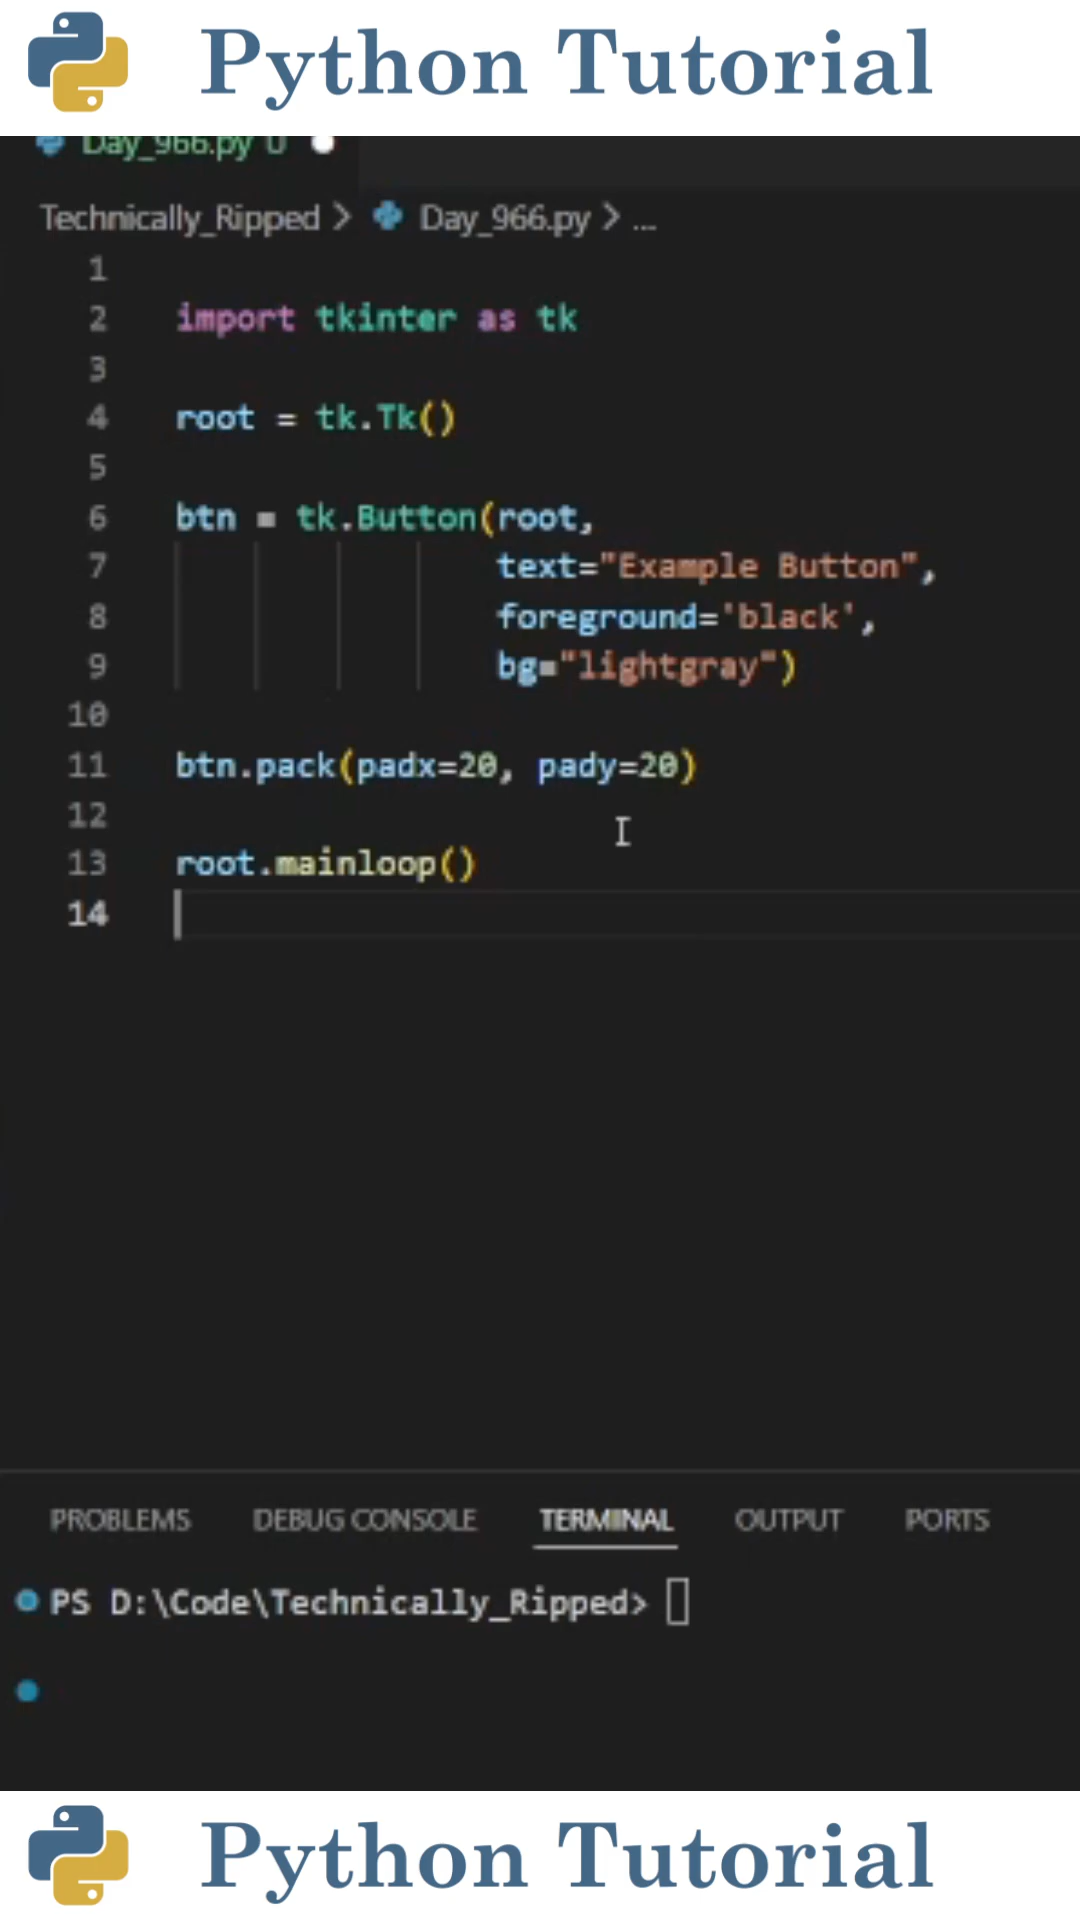 Python Tutorial
Day_966.py U
Technically_Ripped > Day_966.py > ...
1
2 import tkinter as tk
3
4 root = tk.Tk()
5
6 btn = tk.Button(root,
7 text="Example Button",
8 foreground='black',
9 bg="lightgray")
10
11 btn.pack(padx=20, pady=20)
12
13 root.mainloop()
14
PROBLEMS DEBUG CONSOLE TERMINAL OUTPUT PORTS
PS D:\Code\Technically_Ripped>
Python Tutorial